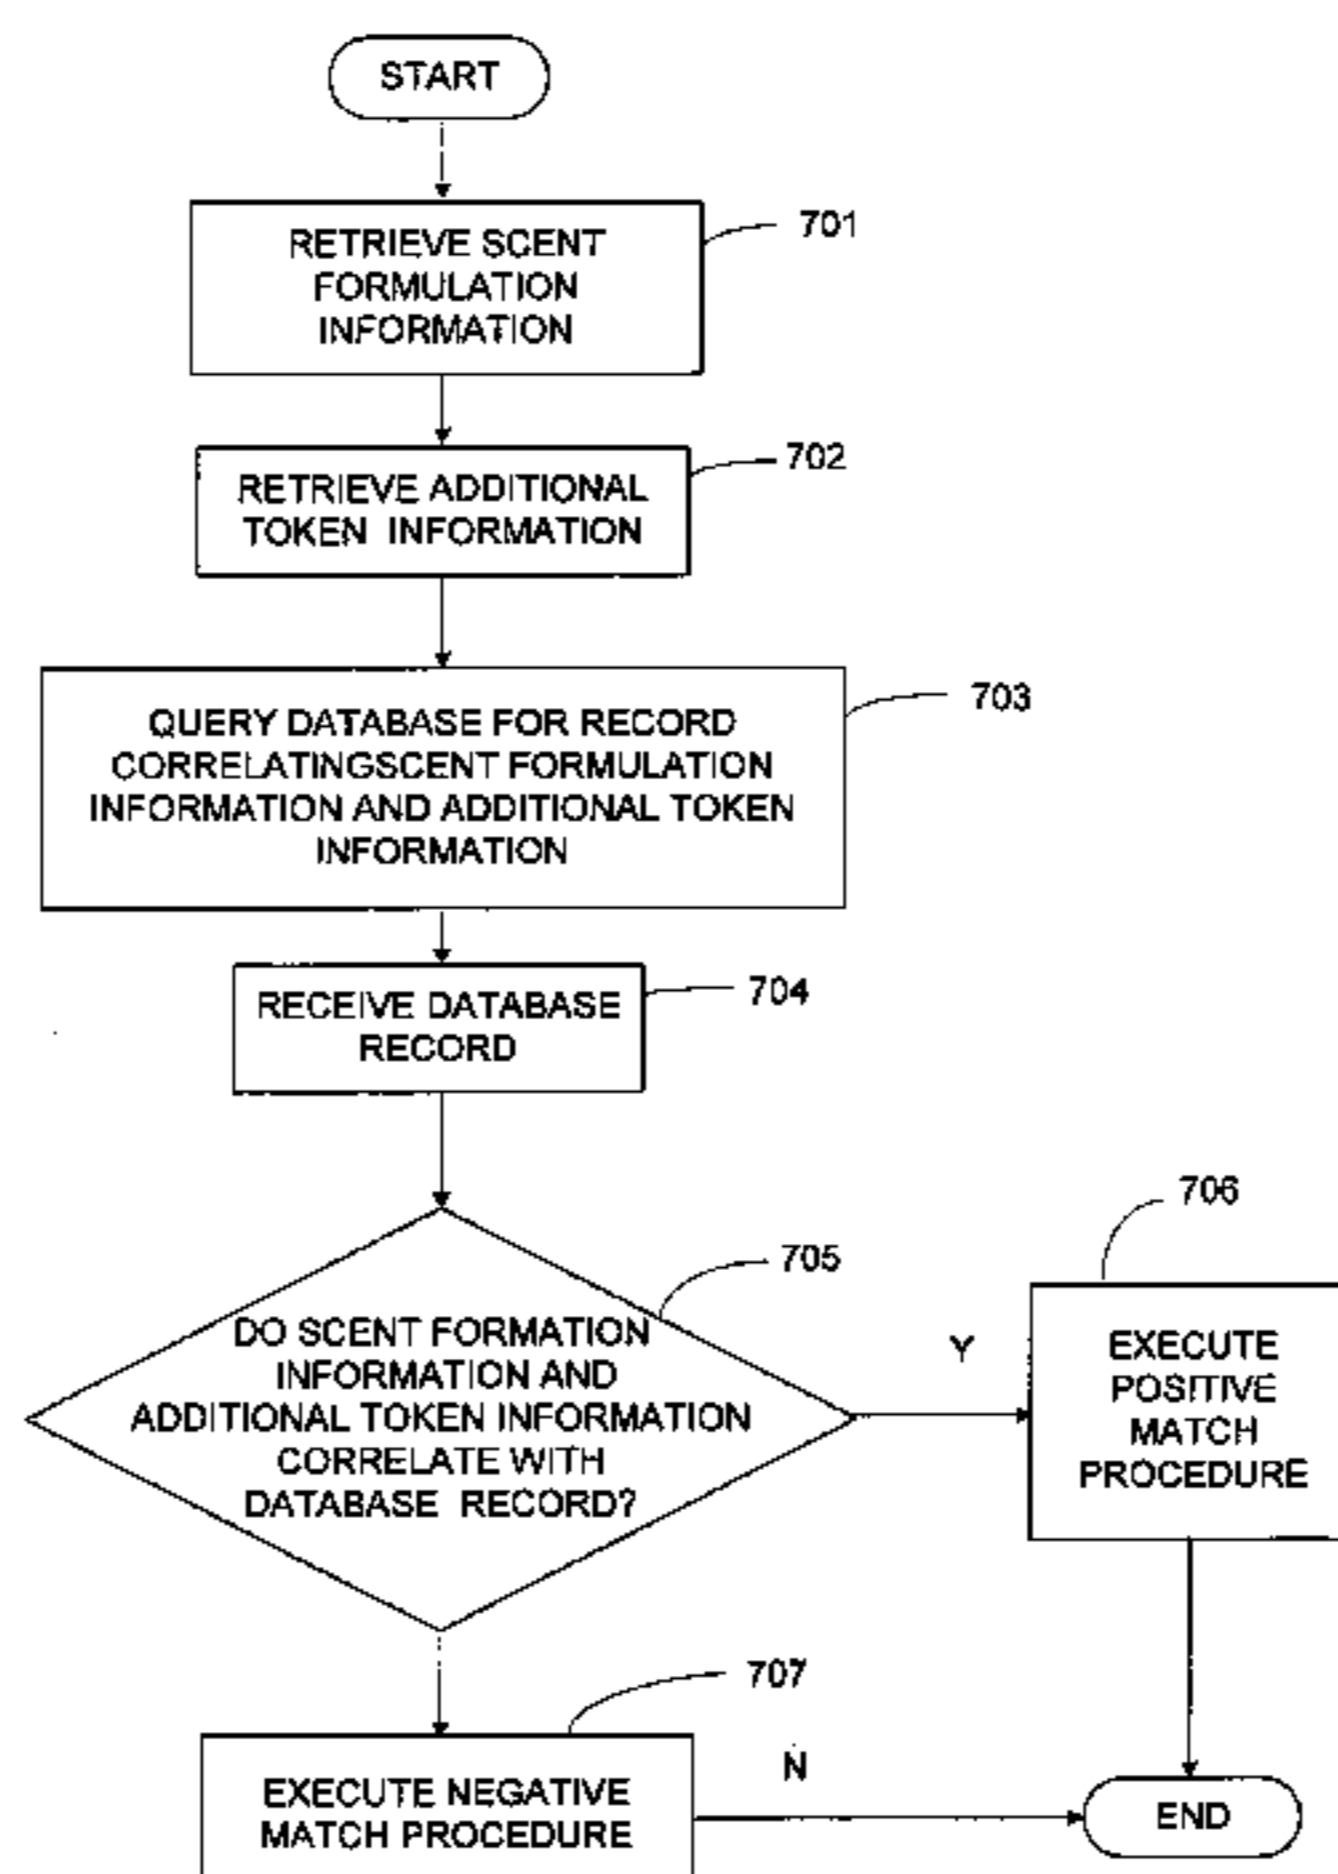 START
701
RETRIEVE SCENT
FORMULATION
INFORMATION
702
RETRIEVE ADDITIONAL
TOKEN INFORMATION
703
QUERY DATABASE FOR RECORD
CORRELATINGSCENT FORMULATION
INFORMATION AND ADDITIONAL TOKEN
INFORMATION
704
RECEIVE DATABASE
RECORD
705
DO SCENT FORMATION
INFORMATION AND
ADDITIONAL TOKEN INFORMATION
CORRELATE WITH
DATABASE RECORD?
Y
706
EXECUTE
POSITIVE
MATCH
PROCEDURE
707
EXECUTE NEGATIVE
MATCH PROCEDURE
N
END